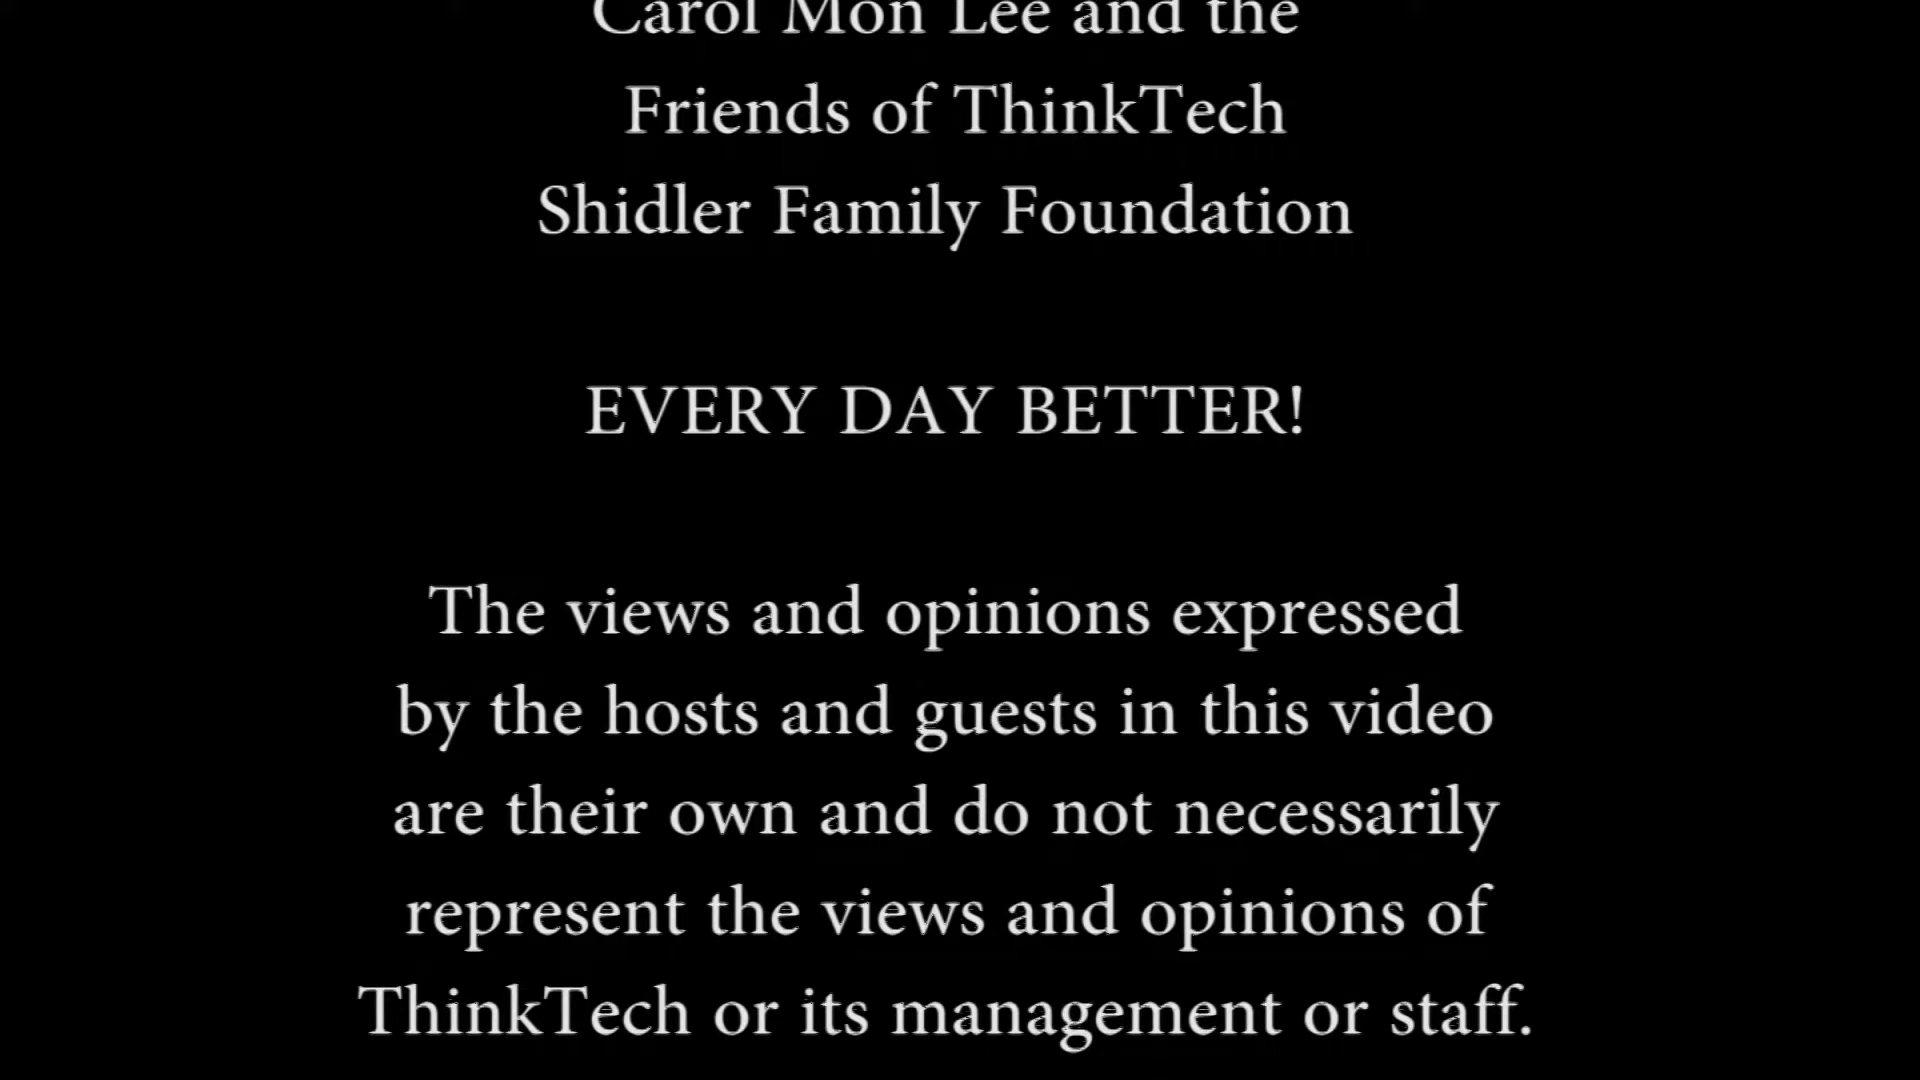 Carol Mon Lee and the
Friends of ThinkTech
Shidler Family Foundation
EVERY DAY BETTER!
The views and opinions expressed
by the hosts and guests in this video
are their own and do not necessarily
represent the views and opinions of
ThinkTech or its management or staff.